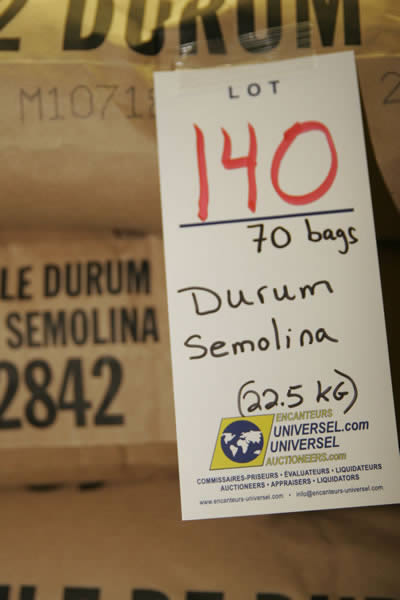 2 DURUM
M10718
2
LOT
140
70 bags
Durum
Semolina
(22.5 KG)
LE DURUM
SEMOLINA
2842
ENCANTEURS
UNIVERSEL.com
UNIVERSEL
AUCTIONEERS.com
COMMISSAIRES-PRISEURS • ÉVALUATEURS • LIQUIDATEURS
AUCTIONEERS • APPRAISERS • LIQUIDATORS
www.encanteurs-universel.com • info@encanteurs-universel.com